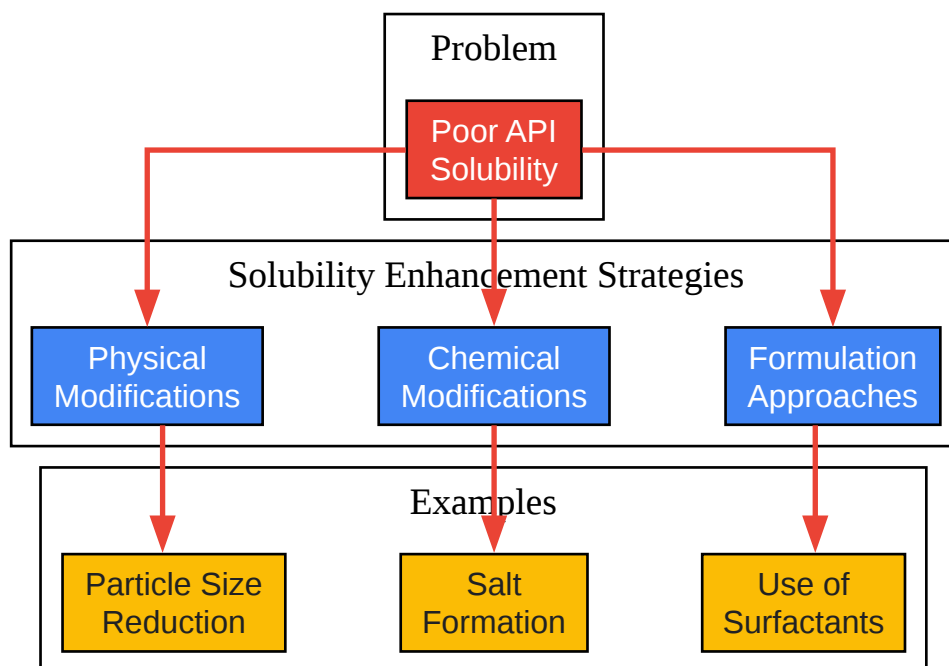 Problem
Poor API
Solubility
Solubility Enhancement Strategies
Physical
Modifications
Chemical
Modifications
Formulation
Approaches
Examples
Particle Size
Reduction
Salt
Formation
Use of
Surfactants